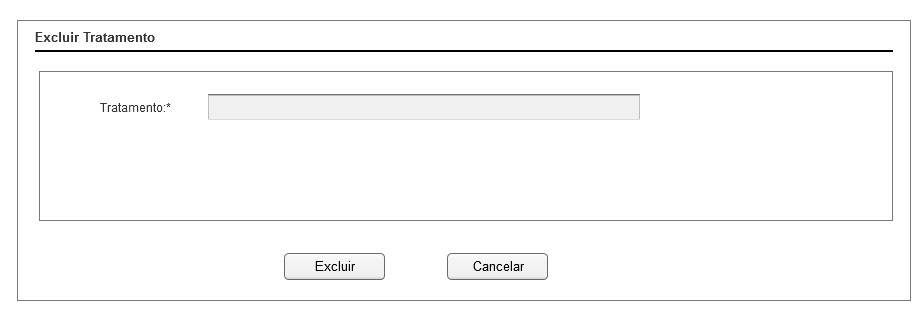 Excluir Tratamento
Tratamento:*
Excluir Cancelar